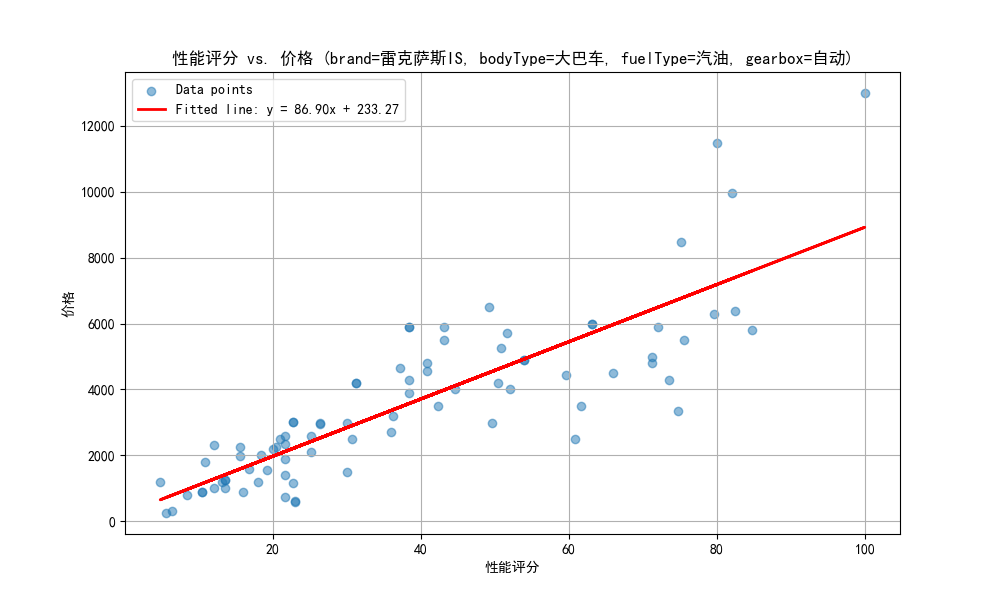 性能评分 vs. 价格 (brand=雷克萨斯IS, bodyType=大巴车, fuelType=汽油, gearbox=自动)
Data points
Fitted line: y = 86.90x + 233.27
12000
10000
8000
6000
4000
2000
0
价格
20
40
60
80
100
性能评分